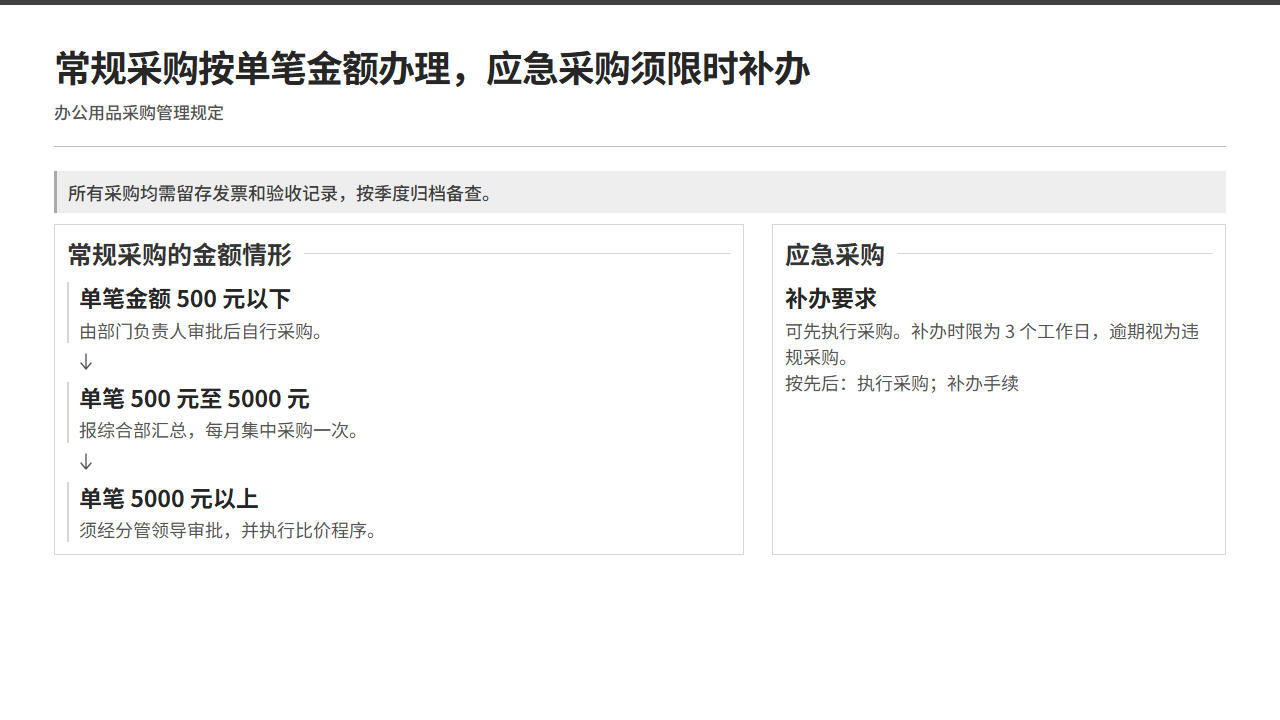 常规采购按单笔金额办理，应急采购须限时补办
办公用品采购管理规定
所有采购均需留存发票和验收记录，按季度归档备查。
常规采购的金额情形
单笔金额 500 元以下
由部门负责人审批后自行采购。
↓
单笔 500 元至 5000 元
报综合部汇总，每月集中采购一次。
↓
单笔 5000 元以上
须经分管领导审批，并执行比价程序。
应急采购
补办要求
可先执行采购。补办时限为 3 个工作日，逾期视为违
规采购。
按先后：执行采购；补办手续